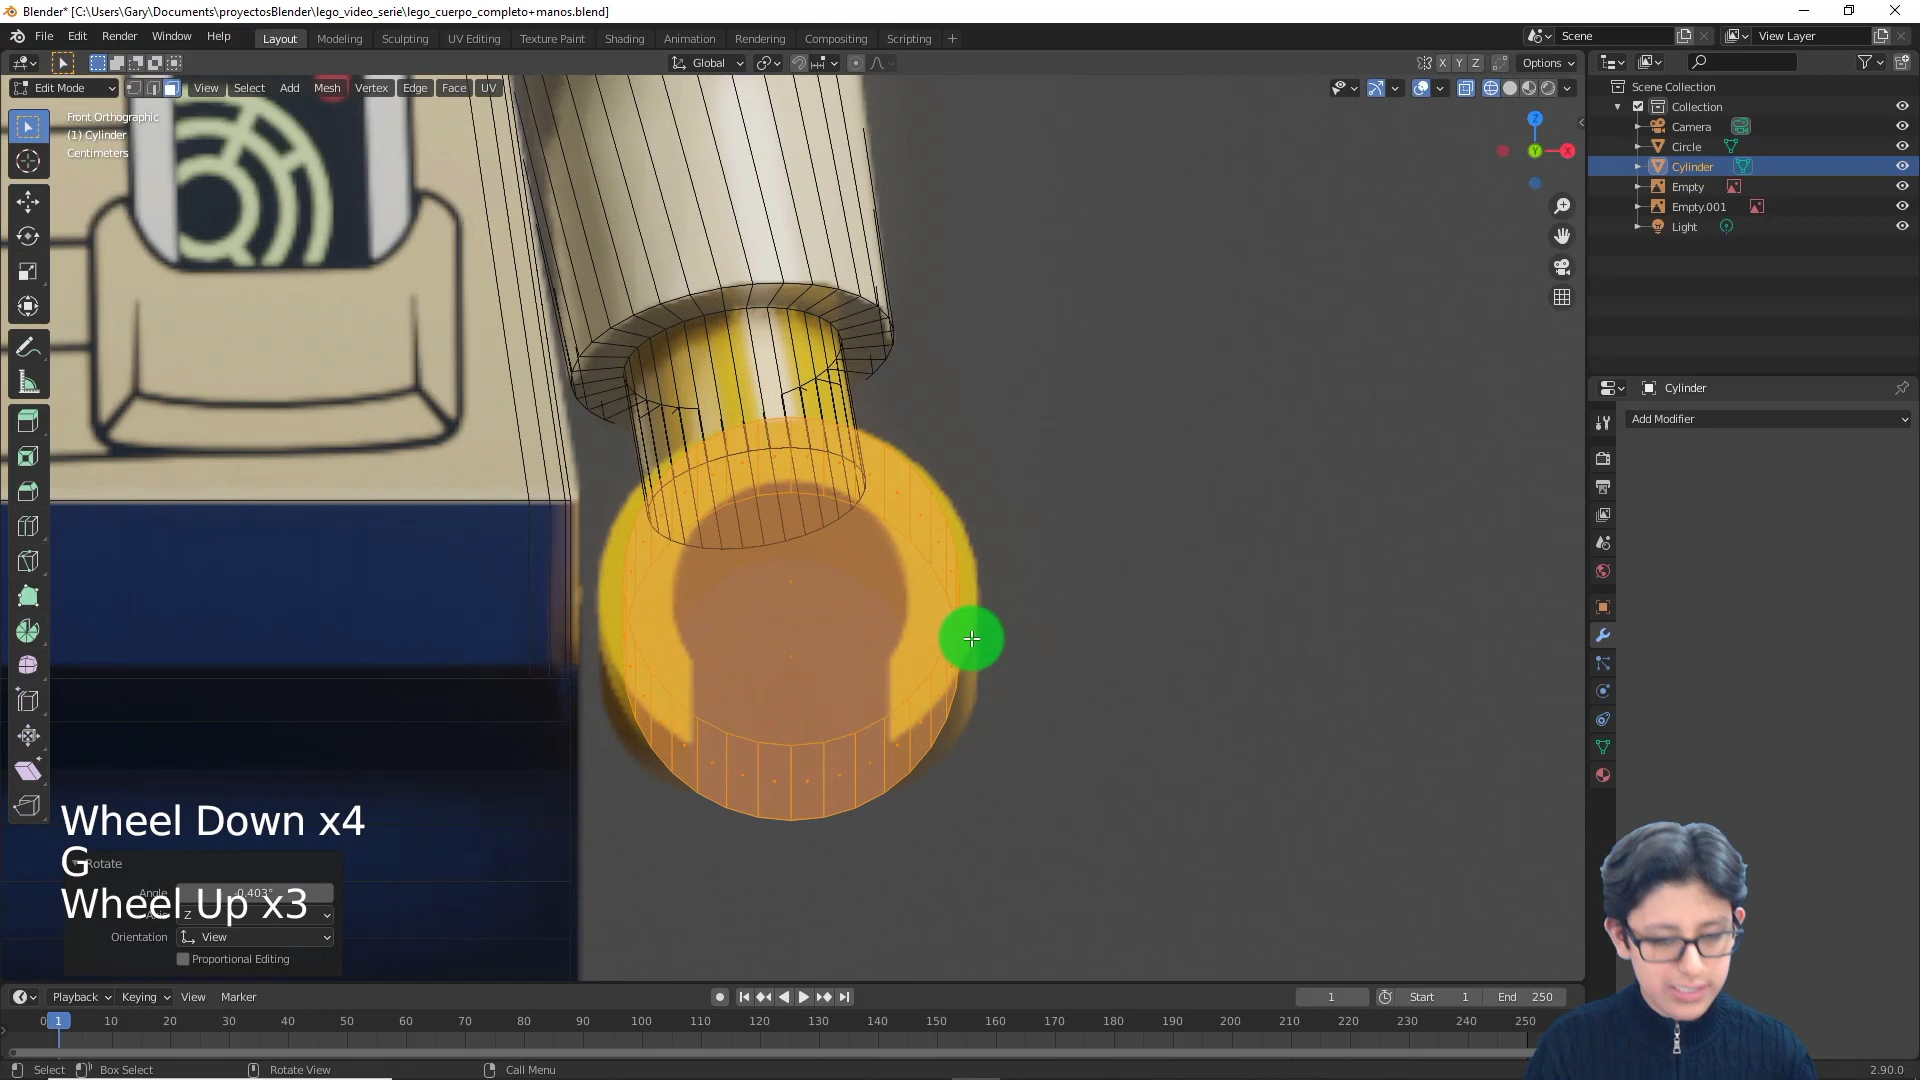 Blender* [C:\Users\Gary\Documents\proyectosBlender\lego_video_serie\lego_cuerpo_completo+manos.blend]
File Edit Render Window Help
Layout Modeling Sculpting UV Editing Texture Paint Shading Animation Rendering Compositing Scripting +
Scene
View Layer
Global
X Y Z
Options
Edit Mode
View Select Add Mesh Vertex Edge Face UV
Front Orthographic
(1) Cylinder
Centimeters
Z
Y
X
Scene Collection
Collection
Camera
Circle
Cylinder
Empty
Empty.001
Light
Cylinder
Add Modifier
Wheel Down x4
G
Wheel Up x3
Rotate
Angle -0.403°
Z
Orientation View
Proportional Editing
Playback Keying View Marker
1
Start 1
End 250
0 1 10 20 30 40 50 60 70 80 90 100 110 120 130 140 150 160 170 180 190 200 210 220 230 240 250
Select Box Select Rotate View Call Menu
2.90.0